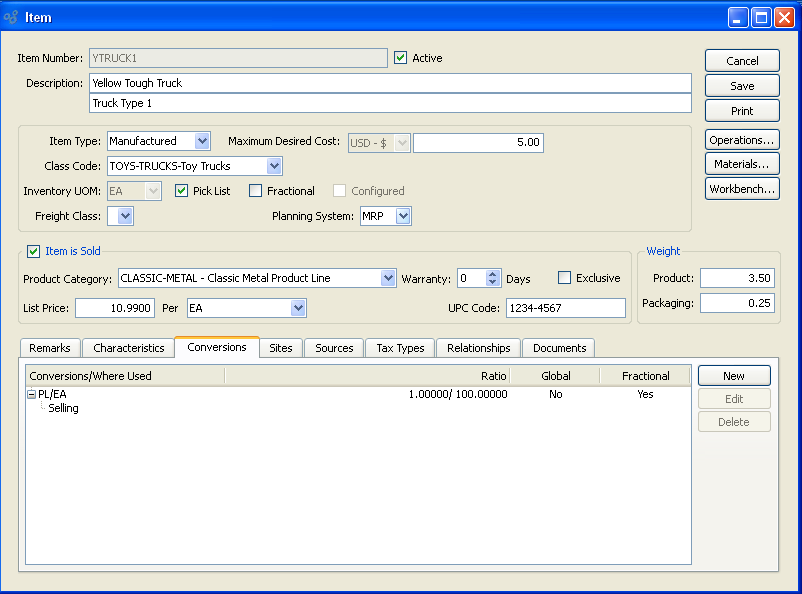 Item
Item Number: YTRUCK1 Active Cancel
Description: Yellow Tough Truck Save
Truck Type 1 Print
Item Type: Manufactured Maximum Desired Cost: USD - $ 5.00 Operations...
Class Code: TOYS-TRUCKS-Toy Trucks Materials...
Inventory UOM: EA Pick List Fractional Configured Workbench...
Freight Class: Planning System: MRP
Item is Sold Weight
Product Category: CLASSIC-METAL - Classic Metal Product Line Warranty: 0 Days Exclusive Product: 3.50
List Price: 10.9900 Per EA UPC Code: 1234-4567 Packaging: 0.25
Remarks Characteristics Conversions Sites Sources Tax Types Relationships Documents
Conversions/Where Used Ratio Global Fractional New
PL/EA 1.00000/ 100.00000 No Yes Edit
Selling
Delete